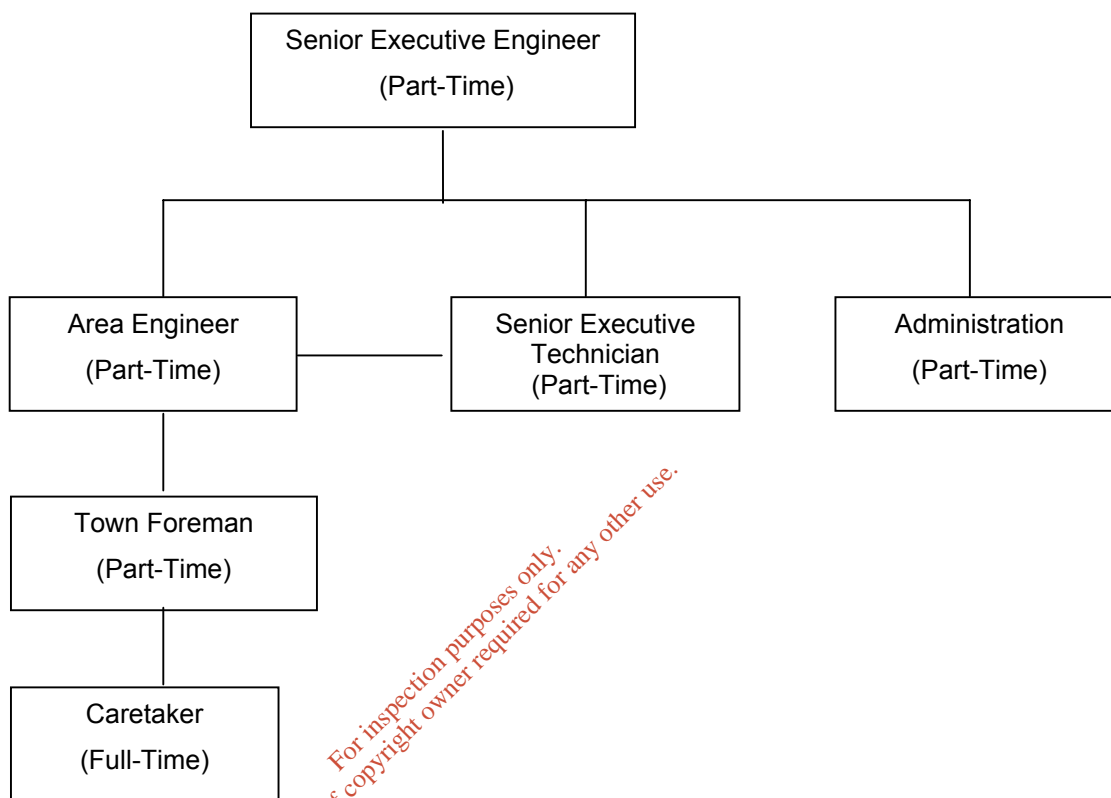 Senior Executive Engineer
(Part-Time)
Area Engineer
(Part-Time)
Senior Executive
Technician
(Part-Time)
Administration
(Part-Time)
Town Foreman
(Part-Time)
Caretaker
(Full-Time)
For inspection purposes only.
copyright owner required for any other use.